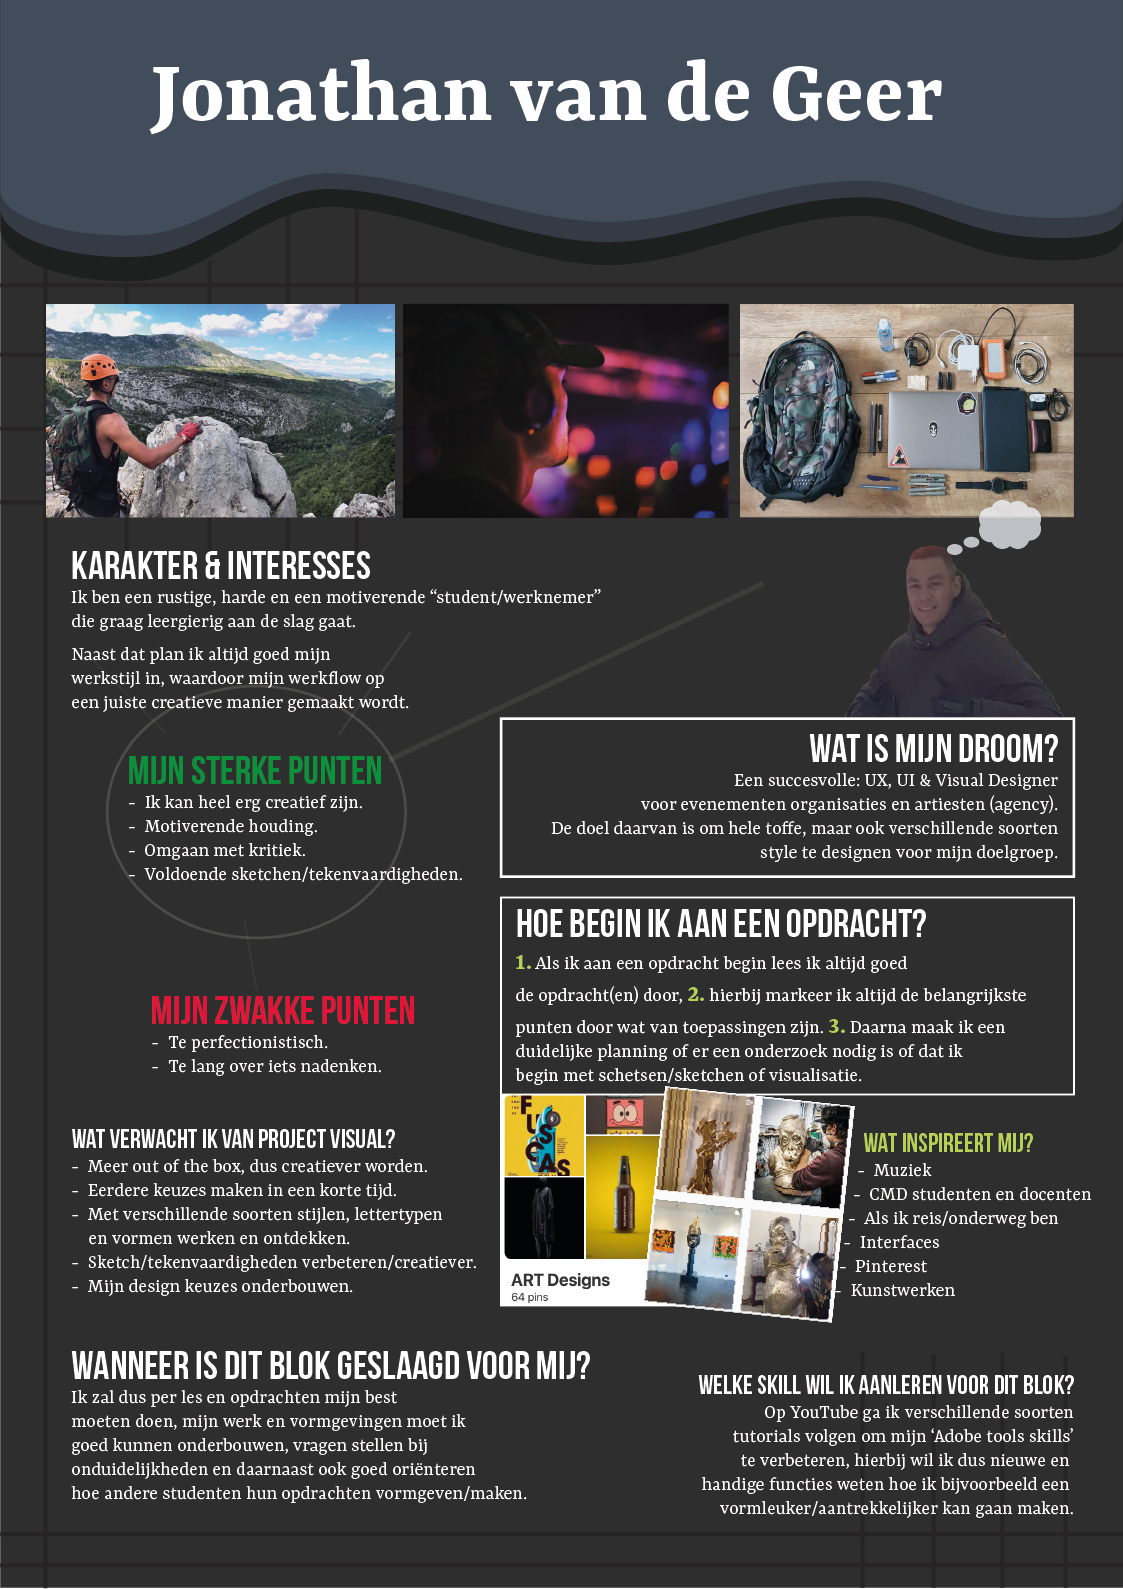 Jonathan van de Geer
KARAKTER & INTERESSES
Ik ben een rustige, harde en een motiverende “student/werknemer”
die graag leergierig aan de slag gaat.
Naast dat plan ik altijd goed mijn
werkstijl in, waardoor mijn werkflow op
een juiste creatieve manier gemaakt wordt.
MIJN STERKE PUNTEN
- Ik kan heel erg creatief zijn.
- Motiverende houding.
- Omgaan met kritiek.
- Voldoende sketchen/tekenvaardigheden.
MIJN ZWAKKE PUNTEN
- Te perfectionistisch.
- Te lang over iets nadenken.
WAT IS MIJN DROOM?
Een succesvolle: UX, UI & Visual Designer
voor evenementen organisaties en artiesten (agency).
De doel daarvan is om hele toffe, maar ook verschillende soorten
style te designen voor mijn doelgroep.
HOE BEGIN IK AAN EEN OPDRACHT?
1. Als ik aan een opdracht begin lees ik altijd goed
de opdracht(en) door, 2. hierbij markeer ik altijd de belangrijkste
punten door wat van toepassingen zijn. 3. Daarna maak ik een
duidelijke planning of er een onderzoek nodig is of dat ik
begin met schetsen/sketchen of visualisatie.
WAT VERWACHT IK VAN PROJECT VISUAL?
- Meer out of the box, dus creatiever worden.
- Eerdere keuzes maken in een korte tijd.
- Met verschillende soorten stijlen, lettertypen
en vormen werken en ontdekken.
- Sketch/tekenvaardigheden verbeteren/creatiever.
- Mijn design keuzes onderbouwen.
FUSCAS
ART Designs
64 pins
WAT INSPIREERT MIJ?
- Muziek
- CMD studenten en docenten
- Als ik reis/onderweg ben
- Interfaces
- Pinterest
- Kunstwerken
WANNEER IS DIT BLOK GESLAAGD VOOR MIJ?
Ik zal dus per les en opdrachten mijn best
moeten doen, mijn werk en vormgevingen moet ik
goed kunnen onderbouwen, vragen stellen bij
onduidelijkheden en daarnaast ook goed oriënteren
hoe andere studenten hun opdrachten vormgeven/maken.
WELKE SKILL WIL IK AANLEREN VOOR DIT BLOK?
Op YouTube ga ik verschillende soorten
tutorials volgen om mijn ‘Adobe tools skills’
te verbeteren, hierbij wil ik dus nieuwe en
handige functies weten hoe ik bijvoorbeeld een
vormleuker/aantrekkelijker kan gaan maken.